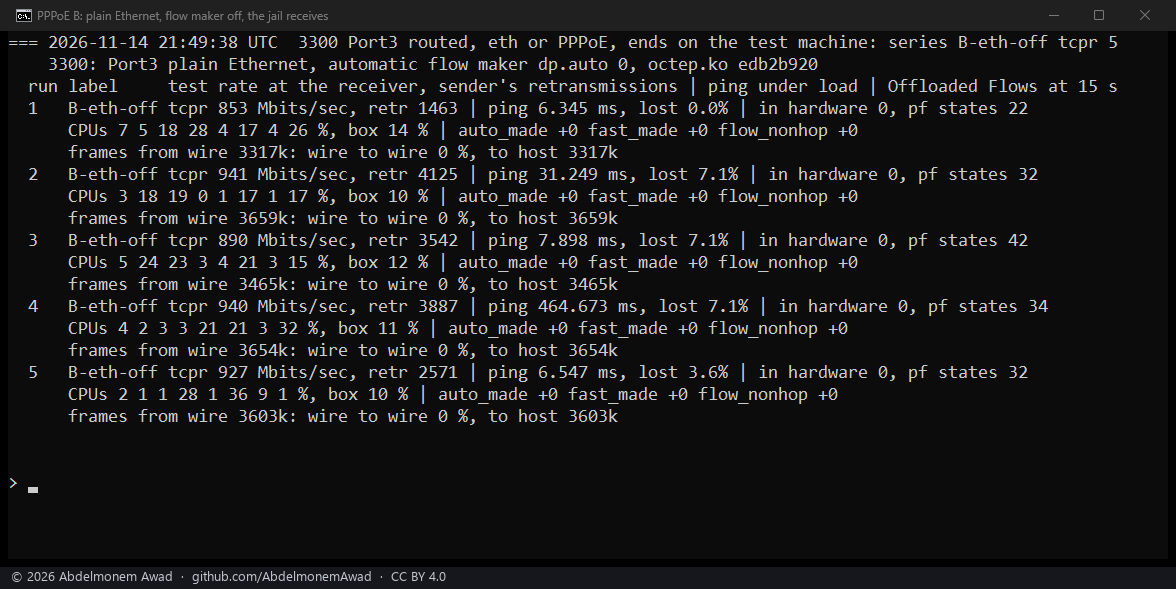 PPPoE B: plain Ethernet, flow maker off, the jail receives
=== 2026-11-14 21:49:38 UTC  3300 Port3 routed, eth or PPPoE, ends on the test machine: series B-eth-off tcpr 5
    3300: Port3 plain Ethernet, automatic flow maker dp.auto 0, octep.ko edb2b920
  run label     test rate at the receiver, sender's retransmissions | ping under load | Offloaded Flows at 15 s
  1   B-eth-off tcpr 853 Mbits/sec, retr 1463 | ping 6.345 ms, lost 0.0% | in hardware 0, pf states 22
      CPUs 7 5 18 28 4 17 4 26 %, box 14 % | auto_made +0 fast_made +0 flow_nonhop +0
      frames from wire 3317k: wire to wire 0 %, to host 3317k
  2   B-eth-off tcpr 941 Mbits/sec, retr 4125 | ping 31.249 ms, lost 7.1% | in hardware 0, pf states 32
      CPUs 3 18 19 0 1 17 1 17 %, box 10 % | auto_made +0 fast_made +0 flow_nonhop +0
      frames from wire 3659k: wire to wire 0 %, to host 3659k
  3   B-eth-off tcpr 890 Mbits/sec, retr 3542 | ping 7.898 ms, lost 7.1% | in hardware 0, pf states 42
      CPUs 5 24 23 3 4 21 3 15 %, box 12 % | auto_made +0 fast_made +0 flow_nonhop +0
      frames from wire 3465k: wire to wire 0 %, to host 3465k
  4   B-eth-off tcpr 940 Mbits/sec, retr 3887 | ping 464.673 ms, lost 7.1% | in hardware 0, pf states 34
      CPUs 4 2 3 3 21 21 3 32 %, box 11 % | auto_made +0 fast_made +0 flow_nonhop +0
      frames from wire 3654k: wire to wire 0 %, to host 3654k
  5   B-eth-off tcpr 927 Mbits/sec, retr 2571 | ping 6.547 ms, lost 3.6% | in hardware 0, pf states 32
      CPUs 2 1 1 28 1 36 9 1 %, box 10 % | auto_made +0 fast_made +0 flow_nonhop +0
      frames from wire 3603k: wire to wire 0 %, to host 3603k
> _
© 2026 Abdelmonem Awad · github.com/AbdelmonemAwad · CC BY 4.0